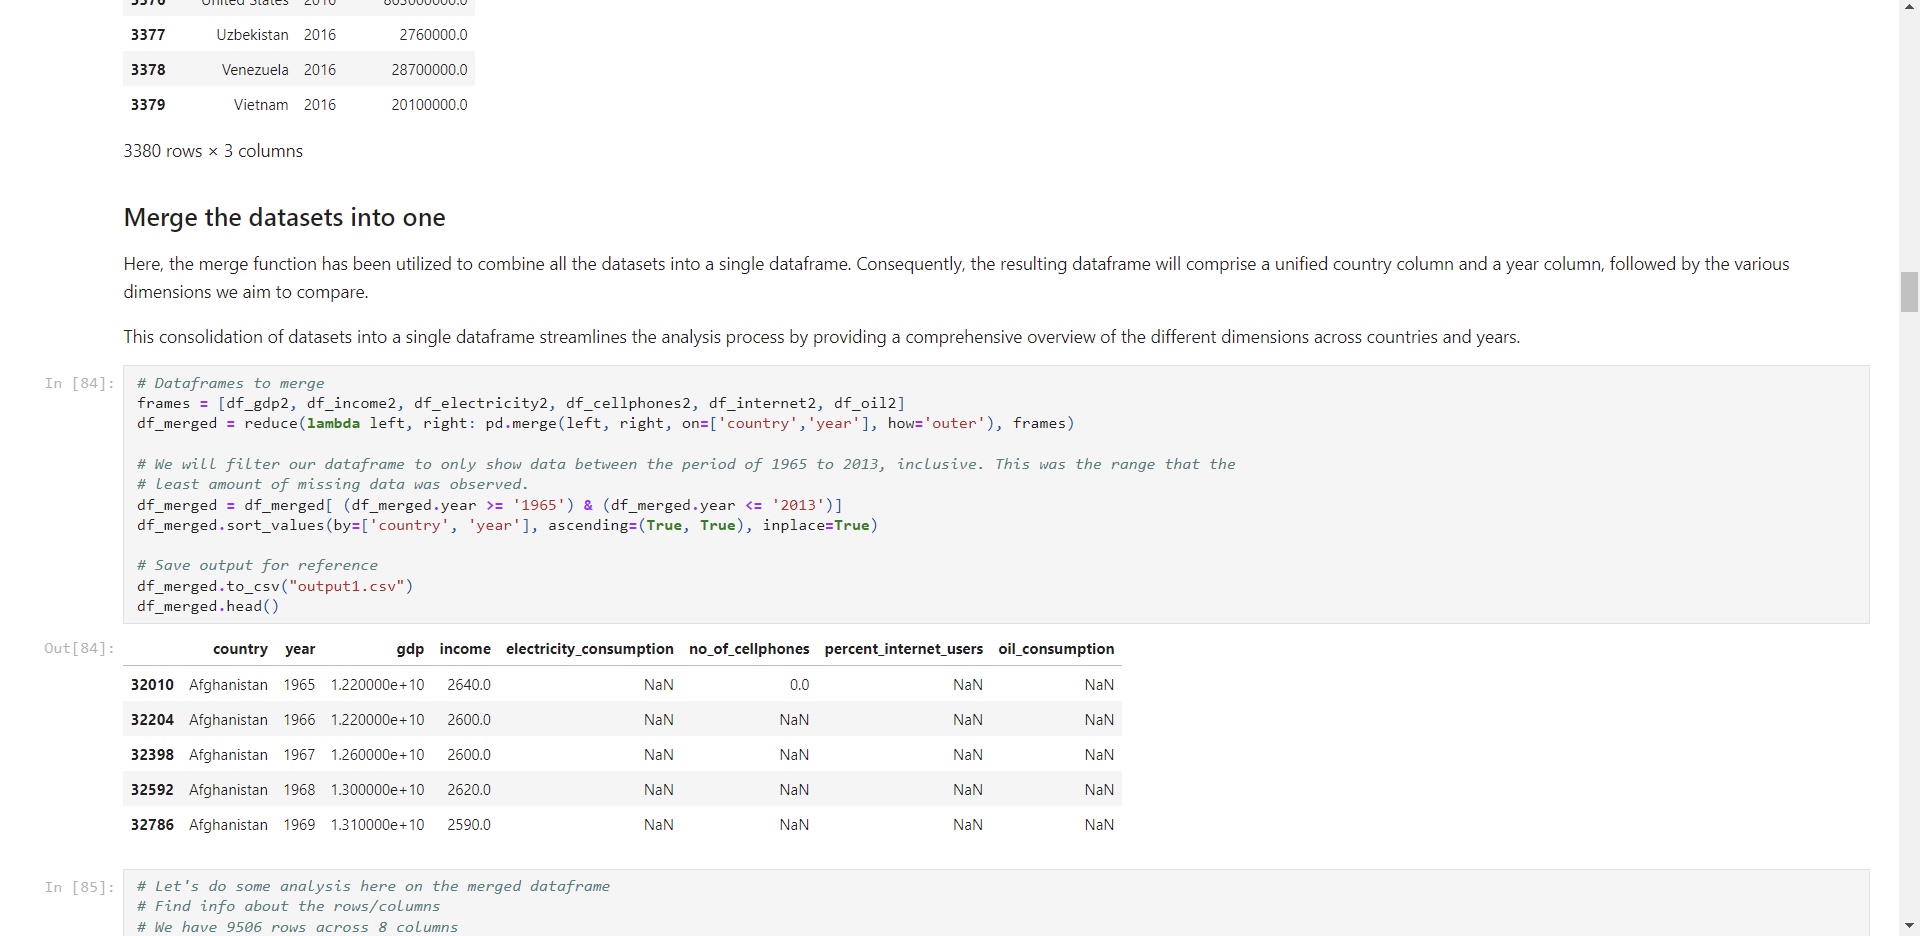 3376 United States 2016 865000000.0
3377 Uzbekistan 2016 2760000.0
3378 Venezuela 2016 28700000.0
3379 Vietnam 2016 20100000.0
3380 rows × 3 columns
Merge the datasets into one
Here, the merge function has been utilized to combine all the datasets into a single dataframe. Consequently, the resulting dataframe will comprise a unified country column and a year column, followed by the various
dimensions we aim to compare.
This consolidation of datasets into a single dataframe streamlines the analysis process by providing a comprehensive overview of the different dimensions across countries and years.
In [84]:
# Dataframes to merge
frames = [df_gdp2, df_income2, df_electricity2, df_cellphones2, df_internet2, df_oil2]
df_merged = reduce(lambda left, right: pd.merge(left, right, on=['country','year'], how='outer'), frames)
# We will filter our dataframe to only show data between the period of 1965 to 2013, inclusive. This was the range that the
# least amount of missing data was observed.
df_merged = df_merged[ (df_merged.year >= '1965') & (df_merged.year <= '2013')]
df_merged.sort_values(by=['country', 'year'], ascending=(True, True), inplace=True)
# Save output for reference
df_merged.to_csv("output1.csv")
df_merged.head()
Out[84]:
country year gdp income electricity_consumption no_of_cellphones percent_internet_users oil_consumption
32010 Afghanistan 1965 1.220000e+10 2640.0 NaN 0.0 NaN NaN
32204 Afghanistan 1966 1.220000e+10 2600.0 NaN NaN NaN NaN
32398 Afghanistan 1967 1.260000e+10 2600.0 NaN NaN NaN NaN
32592 Afghanistan 1968 1.300000e+10 2620.0 NaN NaN NaN NaN
32786 Afghanistan 1969 1.310000e+10 2590.0 NaN NaN NaN NaN
In [85]:
# Let's do some analysis here on the merged dataframe
# Find info about the rows/columns
# We have 9506 rows across 8 columns